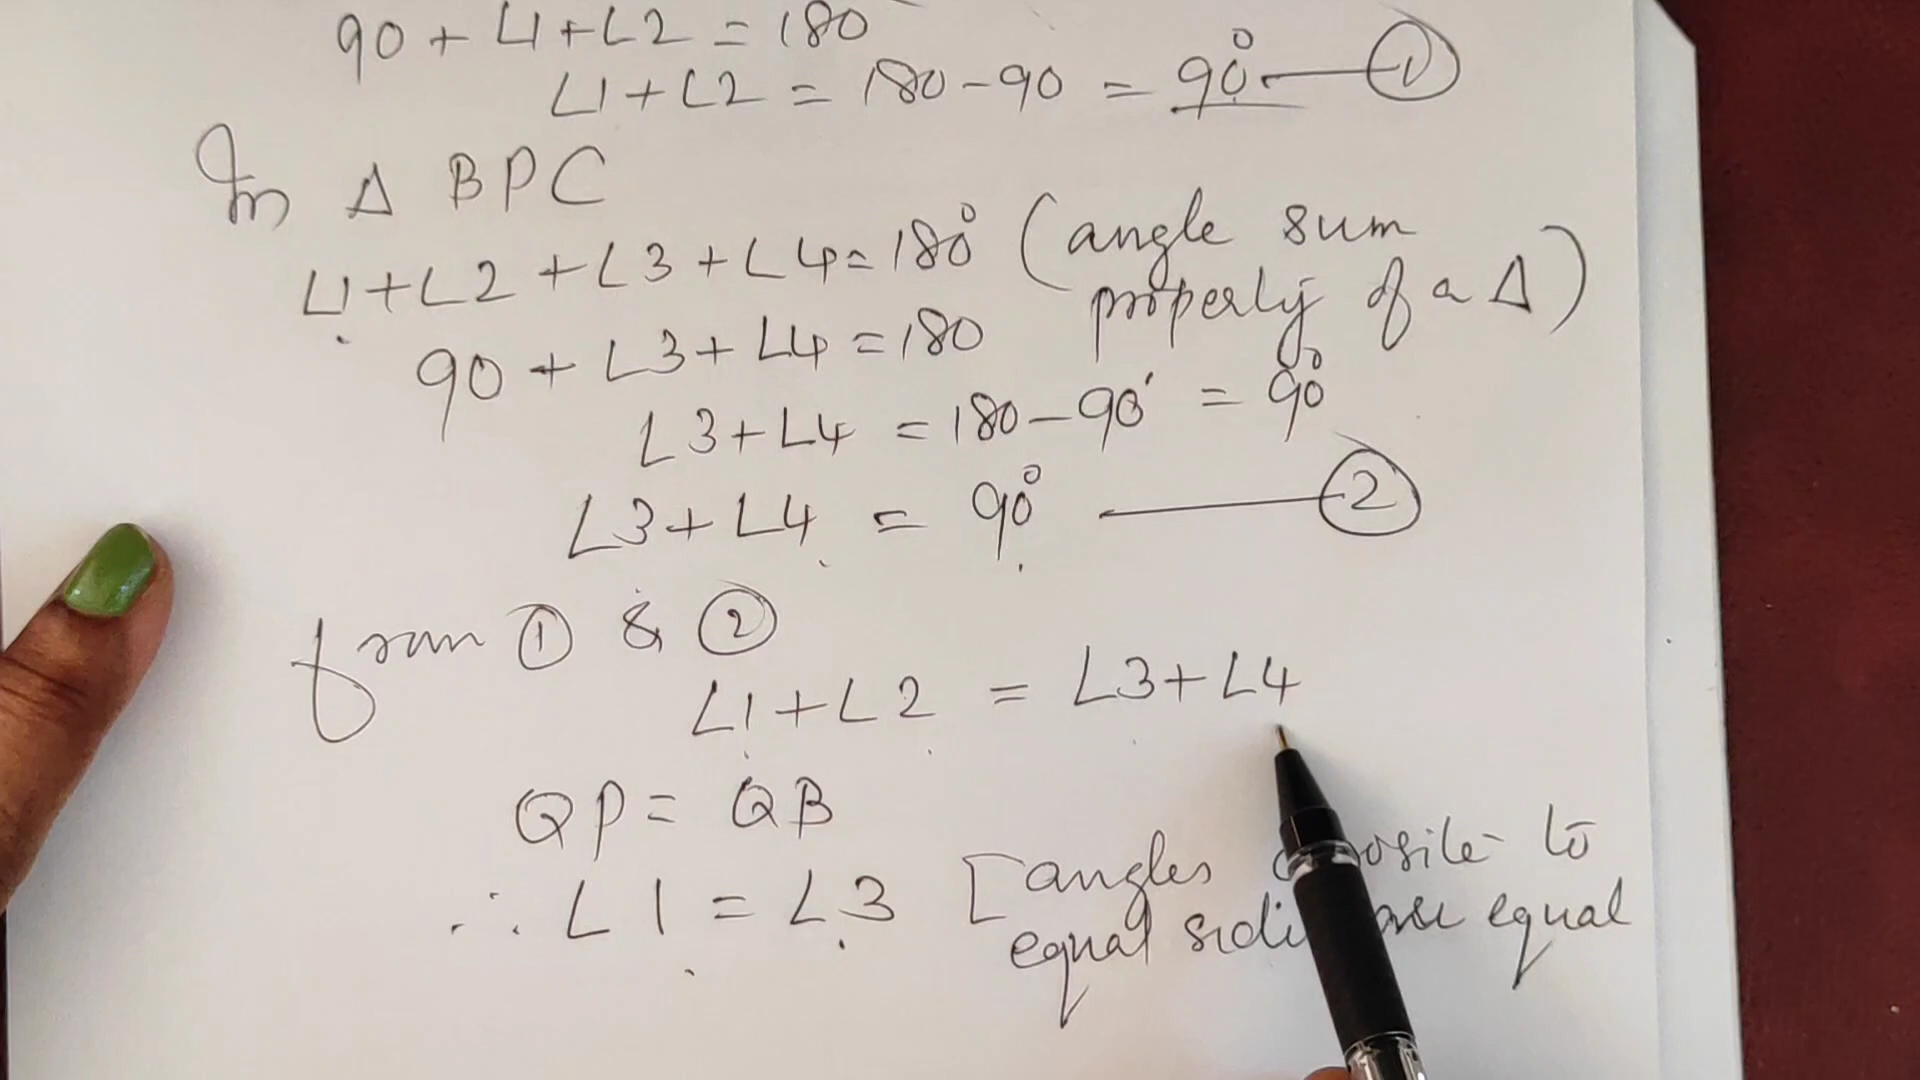 90 + ∠1 + ∠2 = 180
∠1 + ∠2 = 180 - 90 = 90° — ①
In Δ BPC
∠1 + ∠2 + ∠3 + ∠4 = 180° (angle sum
property of a Δ)
90 + ∠3 + ∠4 = 180
∠3 + ∠4 = 180 - 90° = 90°
∠3 + ∠4 = 90° — ②
from ① & ②
∠1 + ∠2 = ∠3 + ∠4
QP = QB
∴ ∠1 = ∠3 [angles to
equal are equal